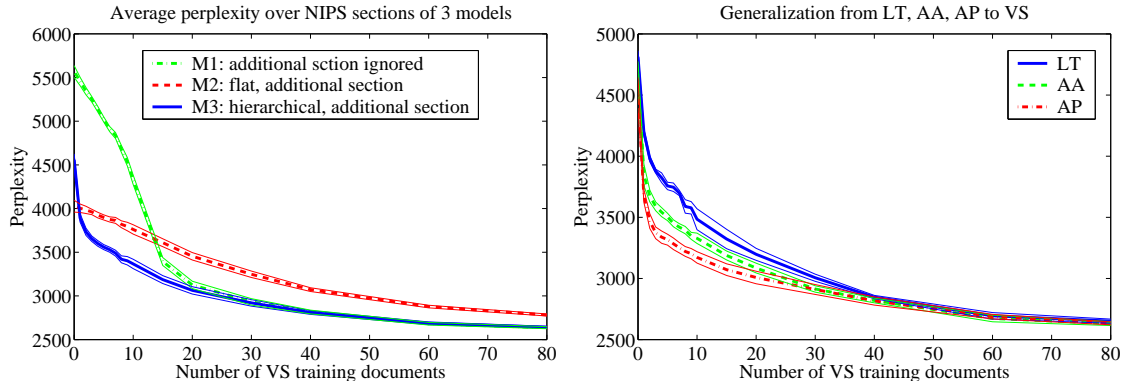 Average perplexity over NIPS sections of 3 models
6000
5500
5000
4500
4000
3500
3000
2500
Perplexity
M1: additional sction ignored
M2: flat, additional section
M3: hierarchical, additional section
0 10 20 30 40 50 60 70 80
Number of VS training documents
Generalization from LT, AA, AP to VS
5000
4500
4000
3500
3000
2500
Perplexity
LT
AA
AP
0 10 20 30 40 50 60 70 80
Number of VS training documents